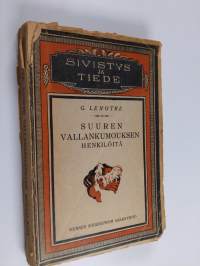 SIVISTYS
JA
TIEDE
G. LENOTRE
SUUREN
VALLANKUMOUKSEN
HENKILÖITÄ